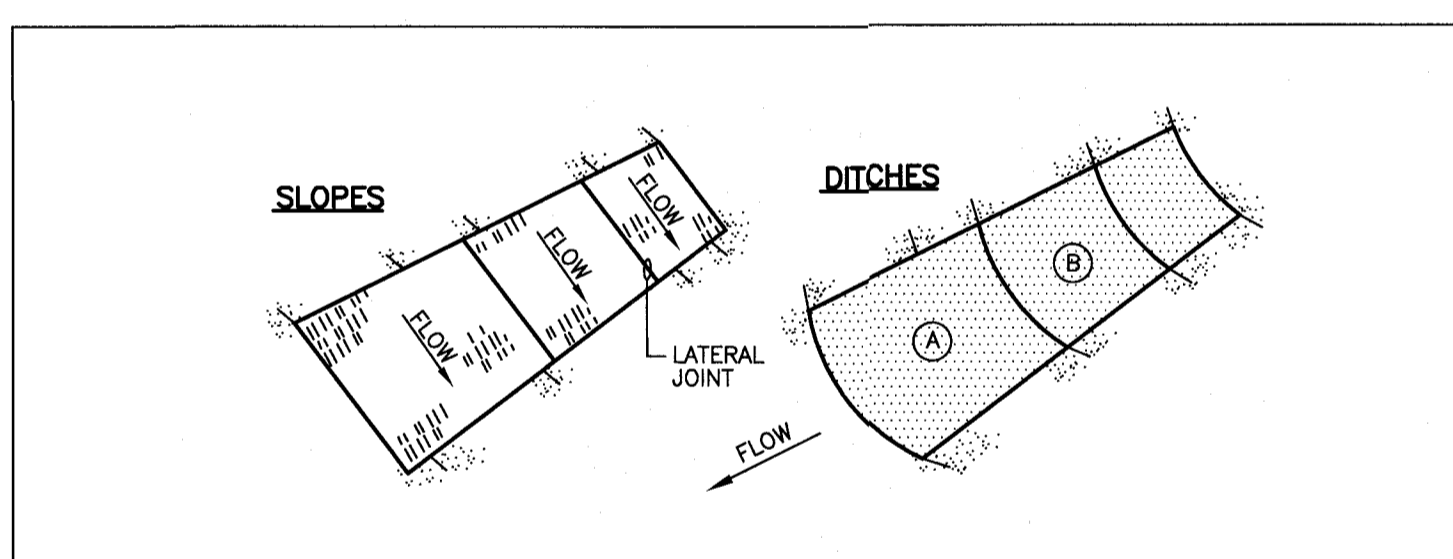 SLOPES
FLOW
FLOW
FLOW
LATERAL
JOINT
DITCHES
A
B
FLOW